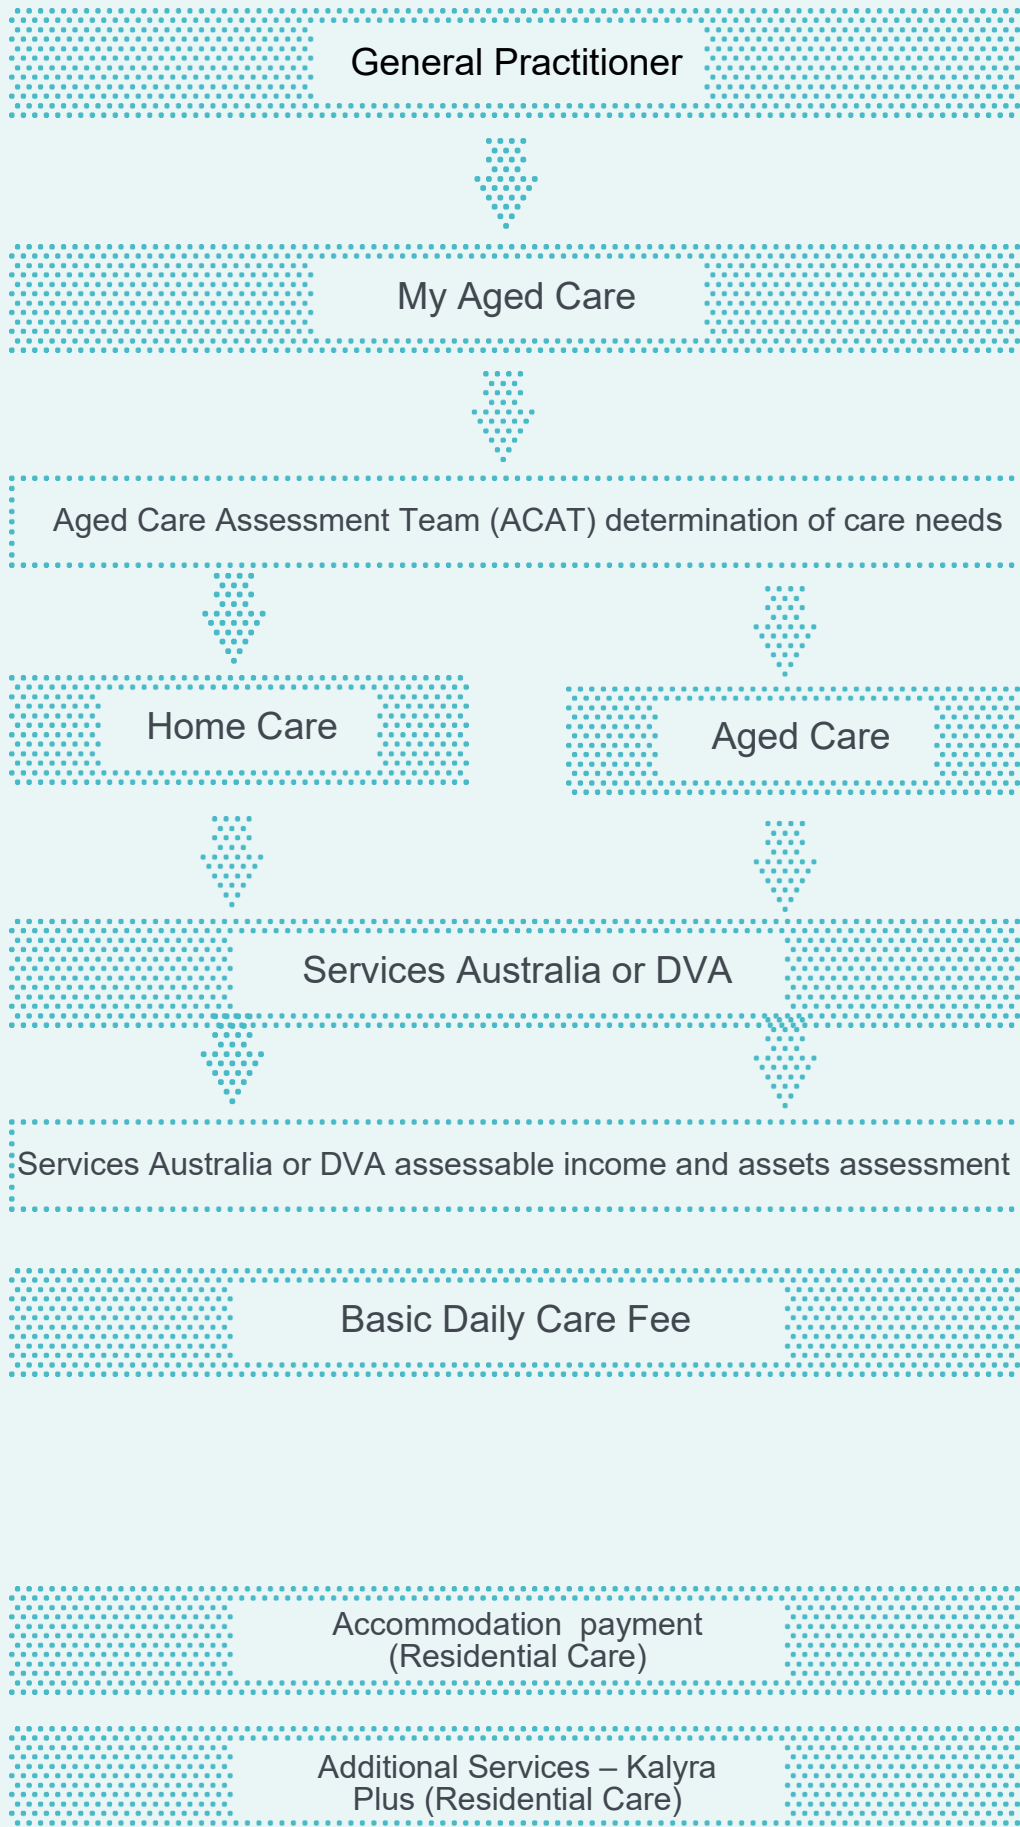 General Practitioner
My Aged Care
Aged Care Assessment Team (ACAT) determination of care needs
Home Care
Aged Care
Services Australia or DVA
Services Australia or DVA assessable income and assets assessment
Basic Daily Care Fee
Accommodation  payment
(Residential Care)
Additional Services – Kalyra
Plus (Residential Care)